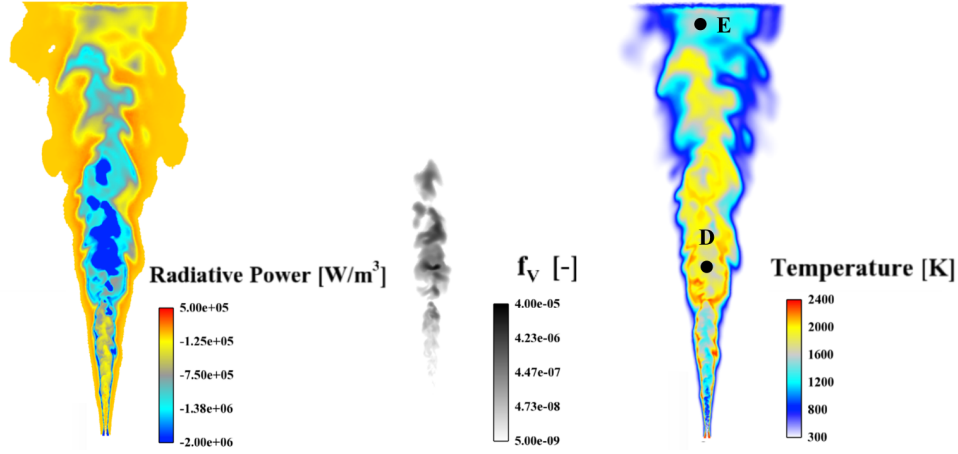 E
D
Radiative Power [W/m³]
5.00e+05
-1.25e+05
-7.50e+05
-1.38e+06
-2.00e+06
f_V [-]
4.00e-05
4.23e-06
4.47e-07
4.73e-08
5.00e-09
Temperature [K]
2400
2000
1600
1200
800
300